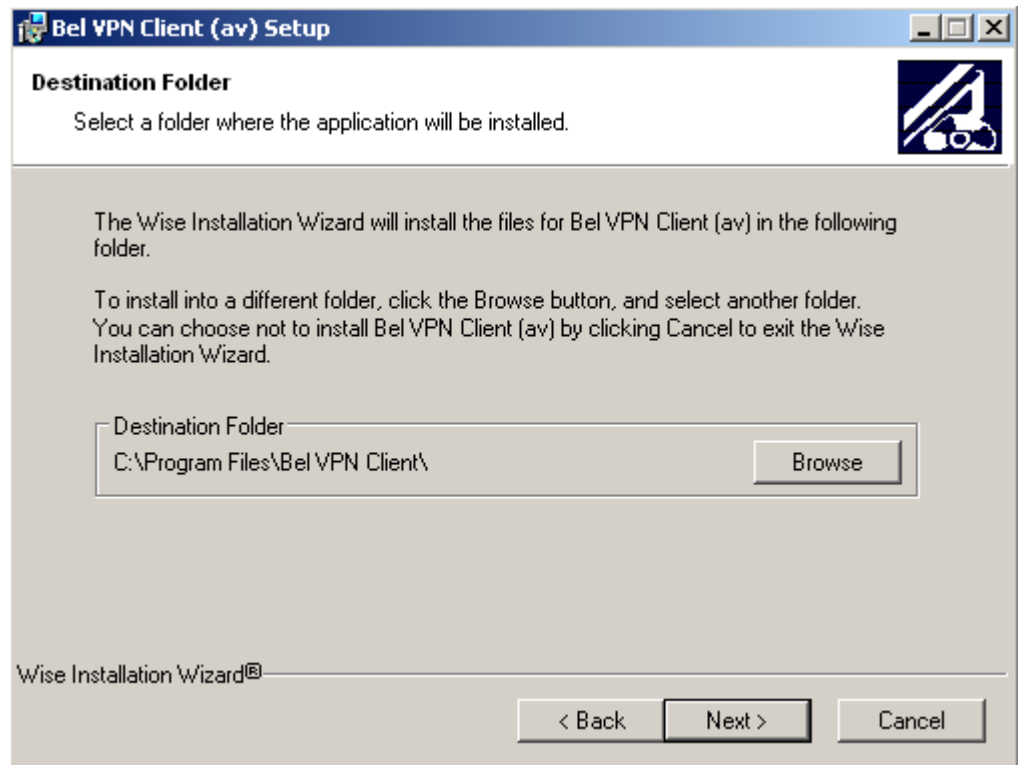 Bel VPN Client (av) Setup
Destination Folder
Select a folder where the application will be installed.
The Wise Installation Wizard will install the files for Bel VPN Client (av) in the following
folder.
To install into a different folder, click the Browse button, and select another folder.
You can choose not to install Bel VPN Client (av) by clicking Cancel to exit the Wise
Installation Wizard.
Destination Folder
C:\Program Files\Bel VPN Client\
Browse
Wise Installation Wizard®
< Back
Next >
Cancel